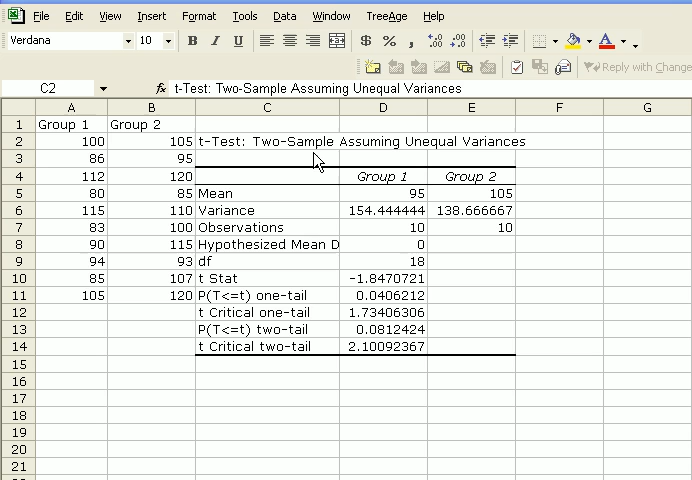 File Edit View Insert Format Tools Data Window TreeAge Help
Verdana 10 B I U $ % , .00 .00
Reply with Change
C2 fx t-Test: Two-Sample Assuming Unequal Variances
A B C D E F G
1 Group 1 Group 2
2 100 105 t-Test: Two-Sample Assuming Unequal Variances
3 86 95
4 112 120 Group 1 Group 2
5 80 85 Mean 95 105
6 115 110 Variance 154.444444 138.666667
7 83 100 Observations 10 10
8 90 115 Hypothesized Mean D 0
9 94 93 df 18
10 85 107 t Stat -1.8470721
11 105 120 P(T<=t) one-tail 0.0406212
12 t Critical one-tail 1.73406306
13 P(T<=t) two-tail 0.0812424
14 t Critical two-tail 2.10092367
15
16
17
18
19
20
21